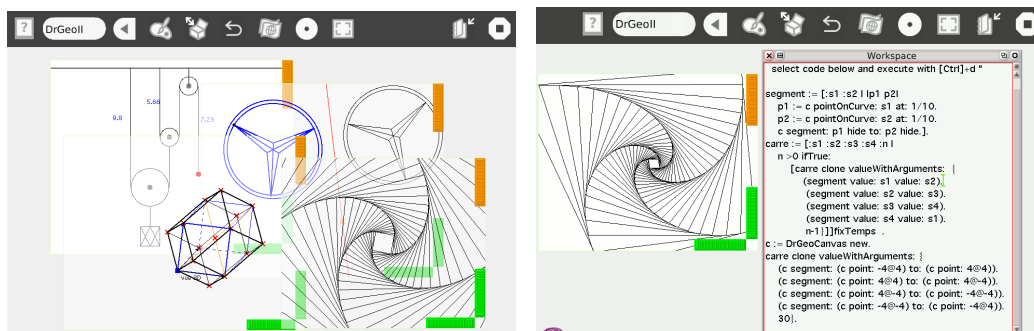 ?
DrGeoII
5.66
9.8
7.29
vue 3D
?
DrGeoII
Workspace
select code below and execute with [Ctrl]+d "
segment := [:s1 :s2 | |p1 p2|
p1 := c pointOnCurve: s1 at: 1/10.
p2 := c pointOnCurve: s2 at: 1/10.
c segment: p1 hide to: p2 hide.].
carre := [:s1 :s2 :s3 :s4 :n |
n >0 ifTrue:
[carre clone valueWithArguments: {
(segment value: s1 value: s2).
(segment value: s2 value: s3).
(segment value: s3 value: s4).
(segment value: s4 value: s1).
n-1}]]fixTemps .
c := DrGeoCanvas new.
carre clone valueWithArguments: {
(c segment: (c point: -4@4) to: (c point: 4@4)).
(c segment: (c point: 4@4) to: (c point: 4@-4)).
(c segment: (c point: 4@-4) to: (c point: -4@-4)).
(c segment: (c point: -4@-4) to: (c point: -4@4)).
30}.